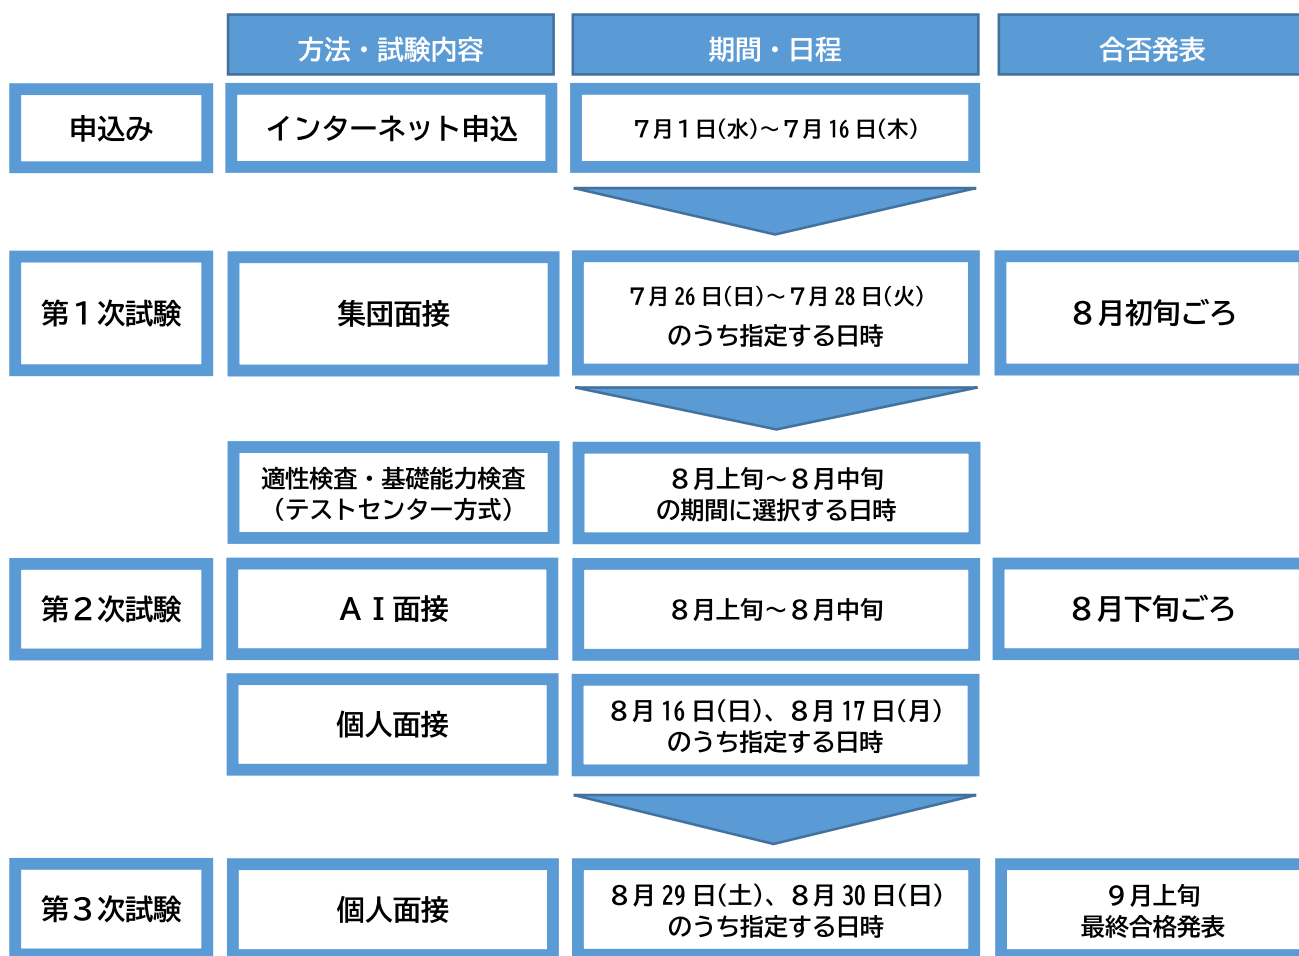 方法・試験内容
期間・日程
合否発表
申込み
インターネット申込
７月１日(水)～７月16日(木)
第１次試験
集団面接
７月26日(日)～７月28日(火)
のうち指定する日時
８月初旬ごろ
適性検査・基礎能力検査
（テストセンター方式）
８月上旬～８月中旬
の期間に選択する日時
第２次試験
ＡＩ面接
８月上旬～８月中旬
８月下旬ごろ
個人面接
８月16日(日)、８月17日(月)
のうち指定する日時
第３次試験
個人面接
８月29日(土)、８月30日(日)
のうち指定する日時
９月上旬
最終合格発表